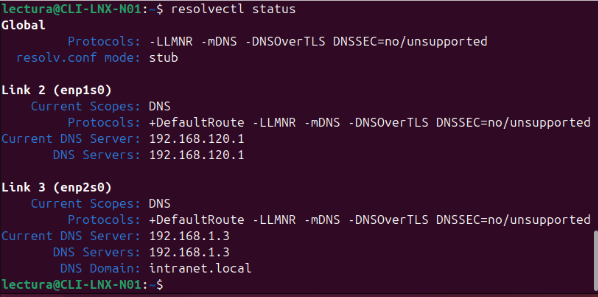 lectura@CLI-LNX-N01:~$ resolvectl status
Global
Protocols: -LLMNR -mDNS -DNSOverTLS DNSSEC=no/unsupported
resolv.conf mode: stub
Link 2 (enp1s0)
Current Scopes: DNS
Protocols: +DefaultRoute -LLMNR -mDNS -DNSOverTLS DNSSEC=no/unsupported
Current DNS Server: 192.168.120.1
DNS Servers: 192.168.120.1
Link 3 (enp2s0)
Current Scopes: DNS
Protocols: +DefaultRoute -LLMNR -mDNS -DNSOverTLS DNSSEC=no/unsupported
Current DNS Server: 192.168.1.3
DNS Servers: 192.168.1.3
DNS Domain: intranet.local
lectura@CLI-LNX-N01:~$